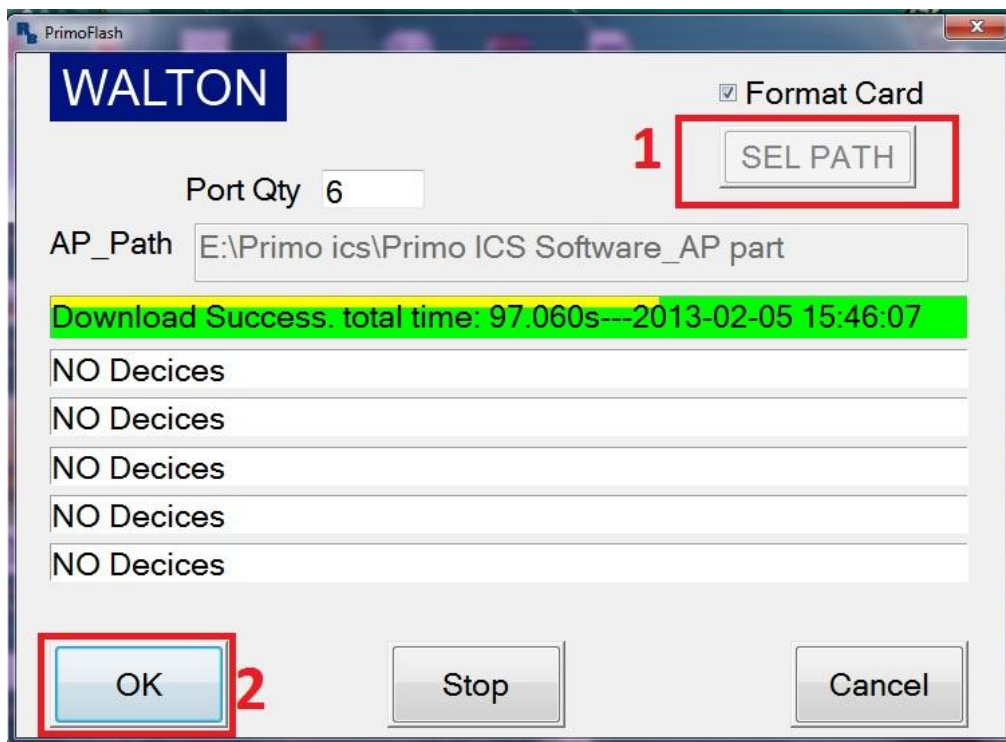 PrimoFlash
WALTON
Format Card
1
SEL PATH
Port Qty 6
AP_Path E:\Primo ics\Primo ICS Software_AP part
Download Success. total time: 97.060s---2013-02-05 15:46:07
NO Decices
NO Decices
NO Decices
NO Decices
NO Decices
OK 2 Stop Cancel